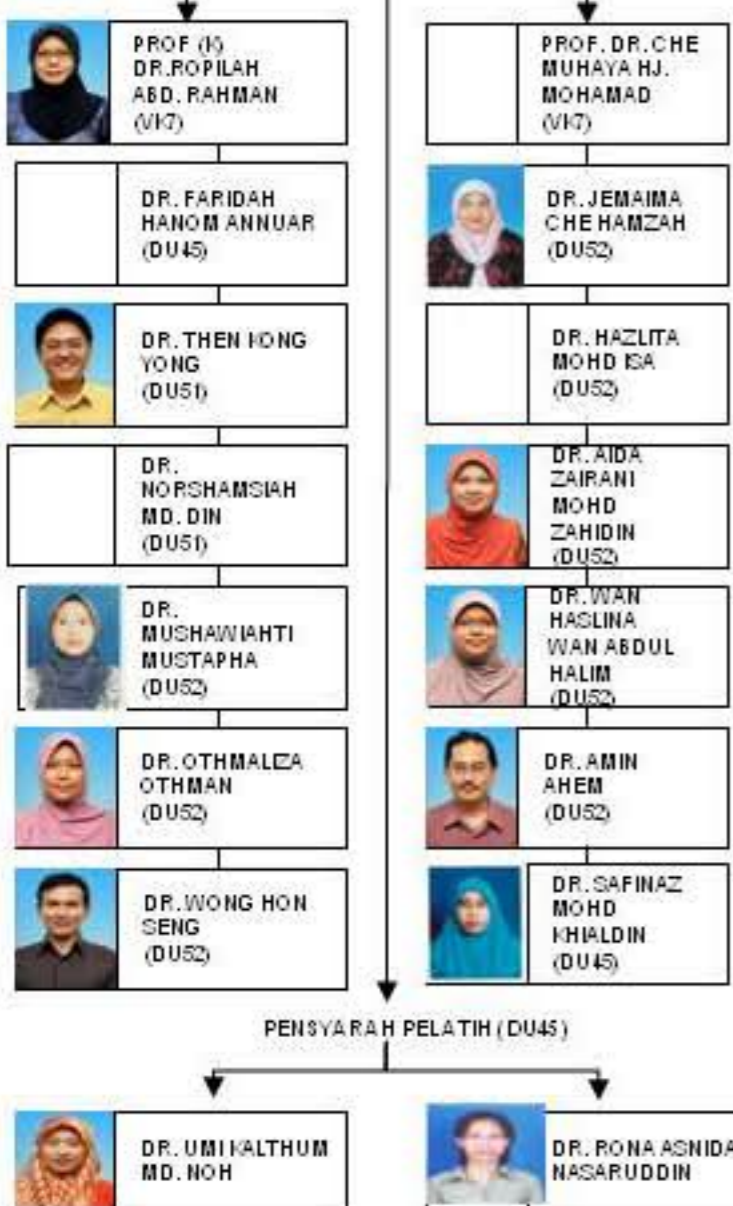 PROF (K)
DR.ROPILAH
ABD. RAHMAN
(VK7)
DR. FARIDAH
HANOM ANNUAR
(DU45)
DR. THEN KONG
YONG
(DU51)
DR.
NORSHAMSIAH
MD. DIN
(DU51)
DR.
MUSHAWIAHTI
MUSTAPHA
(DU52)
DR. OTHMALIZA
OTHMAN
(DU52)
DR. WONG HON
SENG
(DU52)
PROF. DR. CHE
MUHAYA HJ.
MOHAMAD
(VK7)
DR. JEMAIMA
CHE HAMZAH
(DU52)
DR. HAZLITA
MOHD ISA
(DU52)
DR. AIDA
ZAIRANI
MOHD
ZAHIDIN
(DU52)
DR. WAN
HASLINA
WAN ABDUL
HALIM
(DU52)
DR. AMIN
AHEM
(DU52)
DR. SAFINAZ
MOHD
KHIALDIN
(DU45)
PENSYARAH PELATIH (DU45)
DR. UMI KALTHUM
MD. NOH
DR. RONA ASNIDA
NASARUDDIN